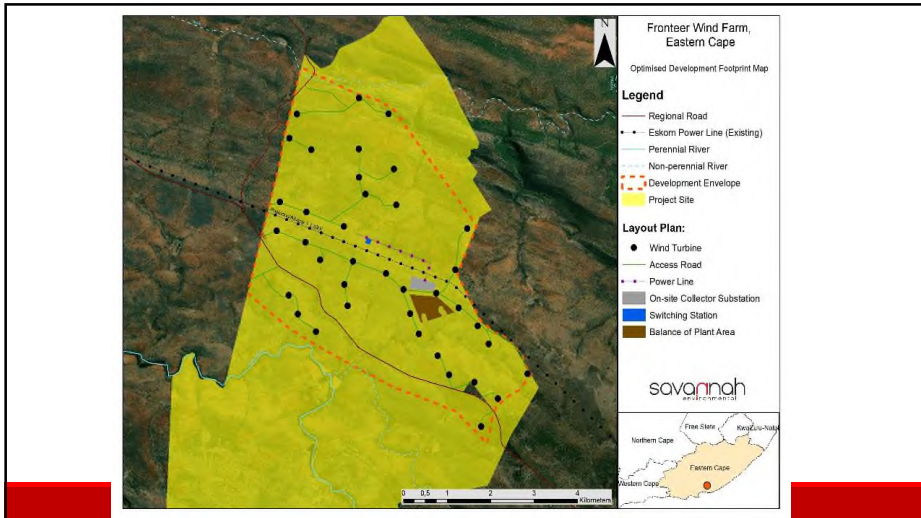 N
Fronteer Wind Farm,
Eastern Cape
Optimised Development Footprint Map
Legend
Regional Road
Eskom Power Line (Existing)
Perennial River
Non-perennial River
Development Envelope
Project Site
Layout Plan:
Wind Turbine
Access Road
Power Line
On-site Collector Substation
Switching Station
Balance of Plant Area
savannah
environmental
Free State
KwaZulu-Natal
Northern Cape
Eastern Cape
Western Cape
0 0,5 1 2 3 4
Kilometers